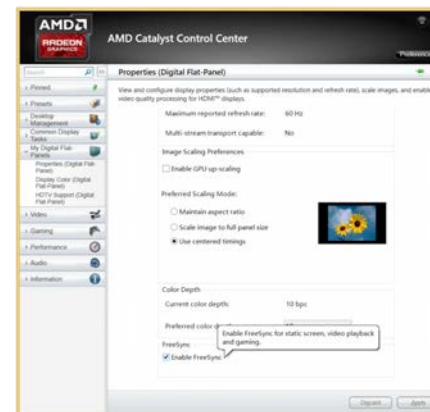 AMD
RADEON
GRAPHICS
AMD Catalyst Control Center
Preferences
Search
Properties (Digital Flat-Panel)
Pinned
Presets
Desktop
Management
Common Display
Tasks
My Digital Flat-
Panels
Properties (Digital Flat-
Panel)
Display Color (Digital
Flat-Panel)
HDTV Support (Digital
Flat-Panel)
Video
Gaming
Performance
Audio
Information
View and configure display properties (such as supported resolution and refresh rate), scale images, and enable
video quality processing for HDMI™ displays.
Maximum reported refresh rate: 60 Hz
Multi-stream transport capable: No
Image Scaling Preferences
Enable GPU up-scaling
Preferred Scaling Mode:
Maintain aspect ratio
Scale image to full panel size
Use centered timings
Color Depth
Current color depth: 10 bpc
Preferred color
Enable FreeSync for static screen, video playback
and gaming.
FreeSync
Enable FreeSync
Discard
Apply